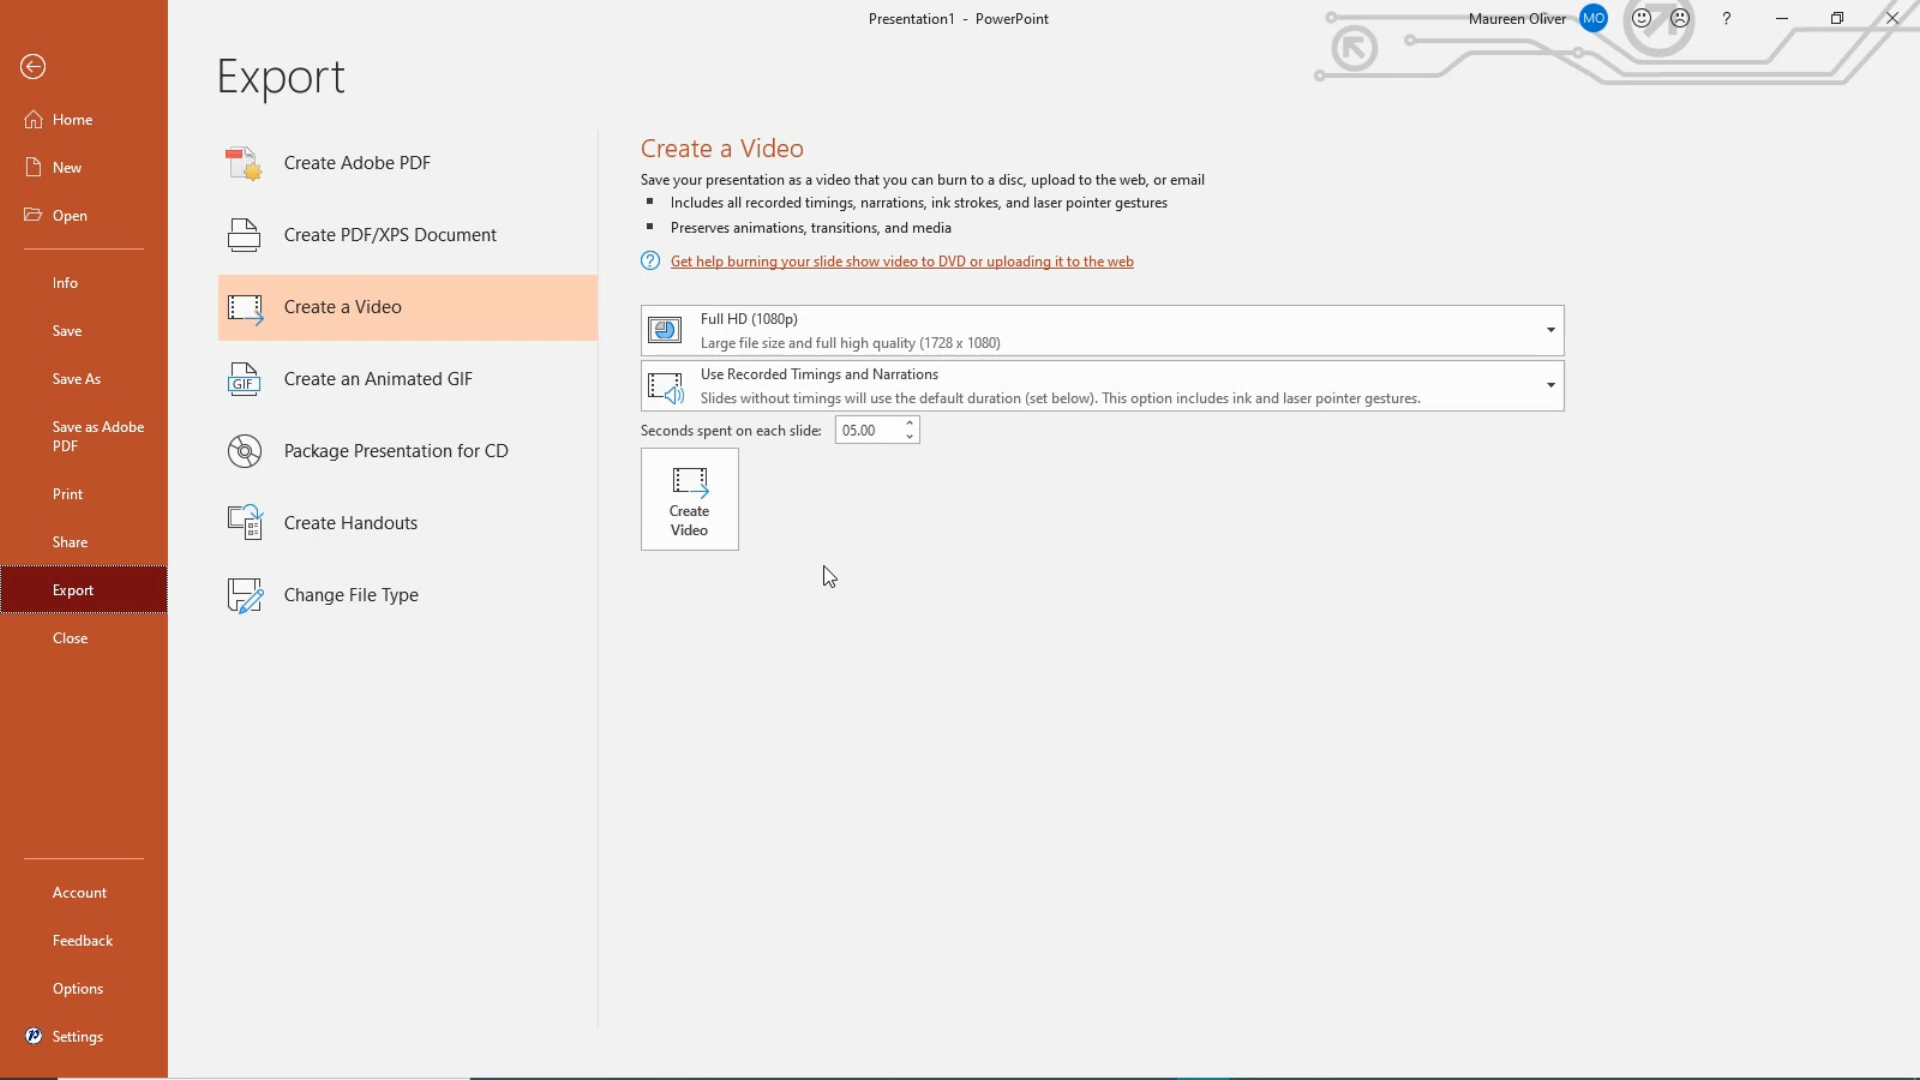 Presentation1 - PowerPoint
Maureen Oliver MO ?
Home
New
Open
Info
Save
Save As
Save as Adobe
PDF
Print
Share
Export
Close
Account
Feedback
Options
Settings
Export
Create Adobe PDF
Create PDF/XPS Document
Create a Video
GIF Create an Animated GIF
Package Presentation for CD
Create Handouts
Change File Type
Create a Video
Save your presentation as a video that you can burn to a disc, upload to the web, or email
▪ Includes all recorded timings, narrations, ink strokes, and laser pointer gestures
▪ Preserves animations, transitions, and media
? Get help burning your slide show video to DVD or uploading it to the web
Full HD (1080p)
Large file size and full high quality (1728 x 1080)
Use Recorded Timings and Narrations
Slides without timings will use the default duration (set below). This option includes ink and laser pointer gestures.
Seconds spent on each slide: 05.00
Create
Video